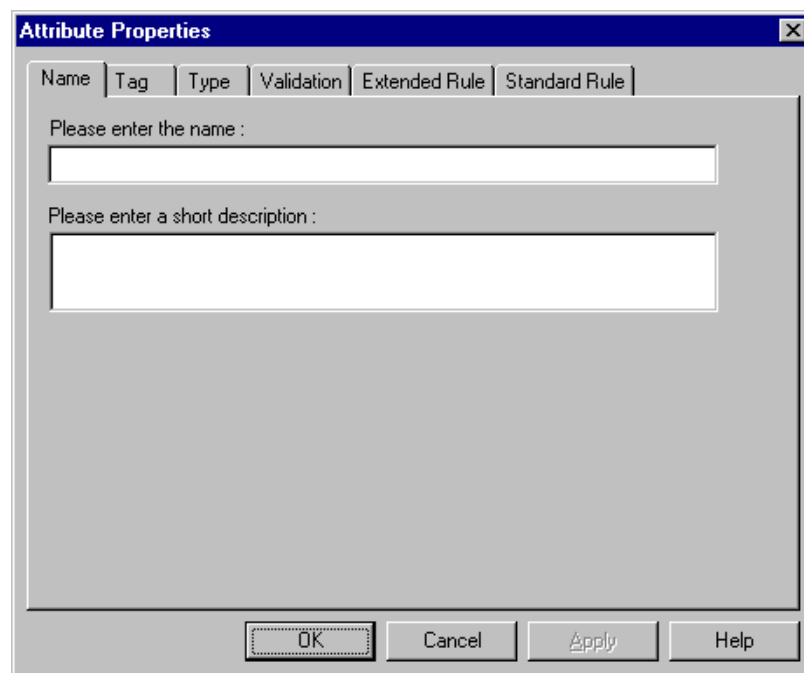 Attribute Properties
Name Tag Type Validation Extended Rule Standard Rule
Please enter the name :
Please enter a short description :
OK Cancel Apply Help